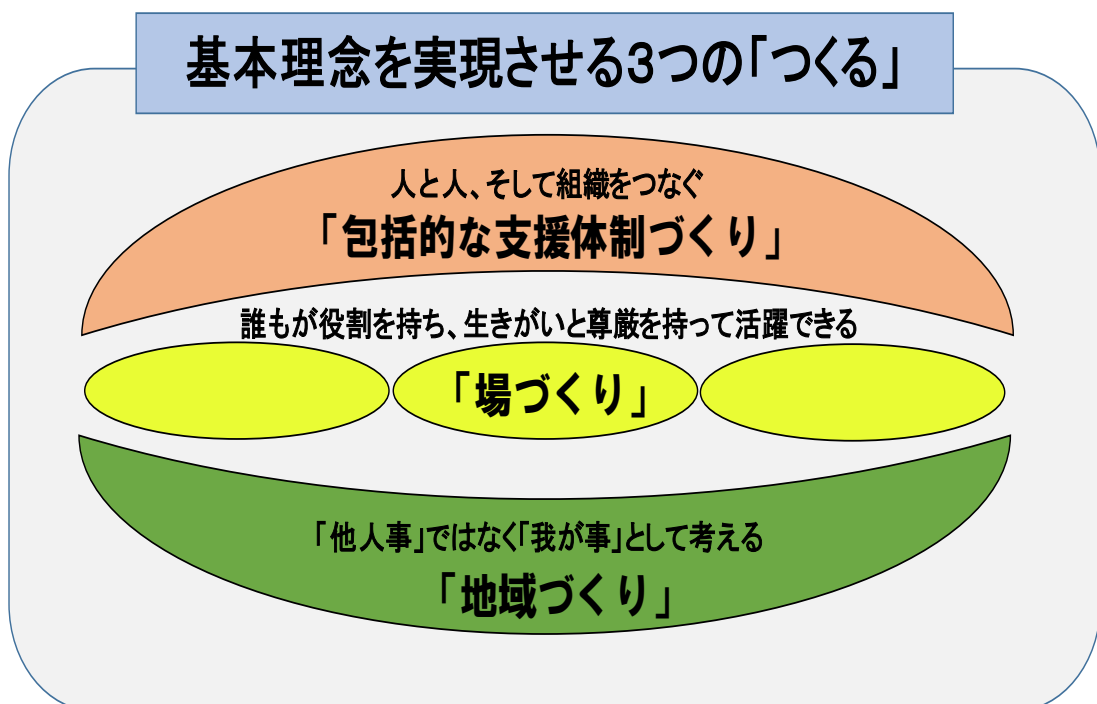 基本理念を実現させる3つの「つくる」
人と人、そして組織をつなぐ
「包括的な支援体制づくり」
誰もが役割を持ち、生きがいと尊厳を持って活躍できる
「場づくり」
「他人事」ではなく「我が事」として考える
「地域づくり」